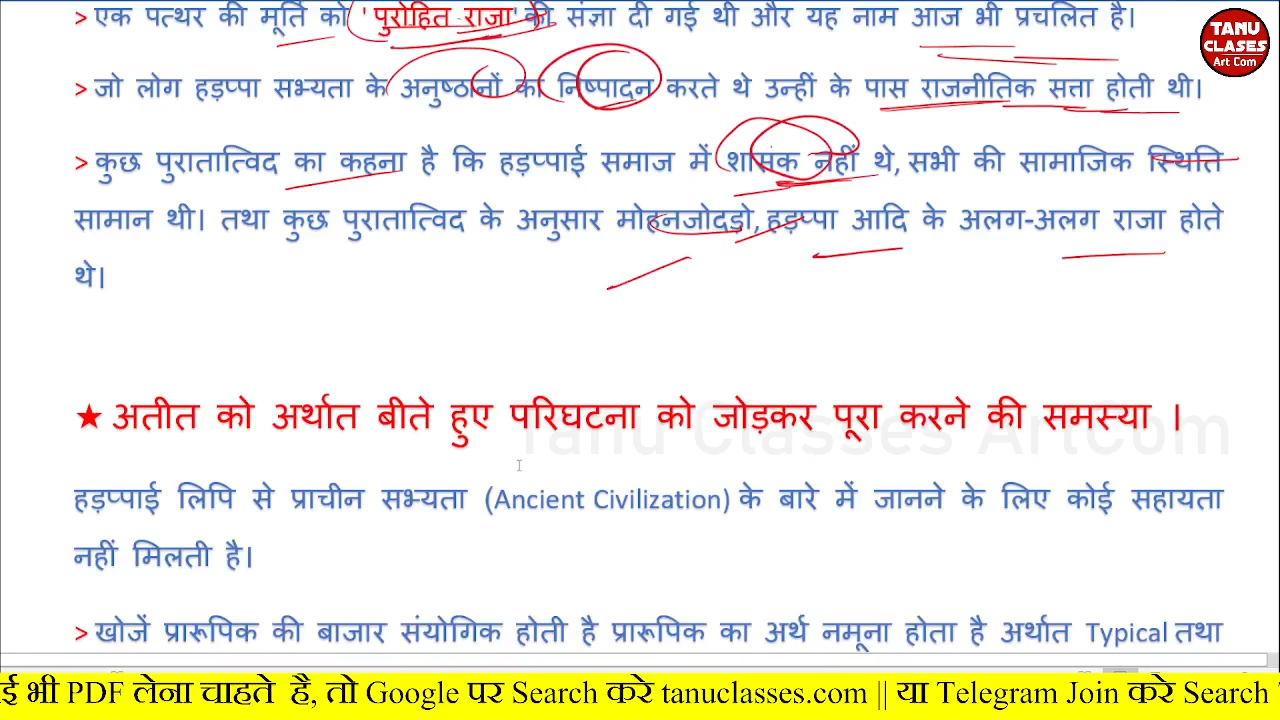 > एक पत्थर की मूर्ति को ' पुरोहित राजा' की संज्ञा दी गई थी और यह नाम आज भी प्रचलित है।
TANU
CLASES
Art Com
> जो लोग हड़प्पा सभ्यता के अनुष्ठानों का निष्पादन करते थे उन्हीं के पास राजनीतिक सत्ता होती थी।
> कुछ पुरातात्विद का कहना है कि हड़प्पाई समाज में शासक नहीं थे, सभी की सामाजिक स्थिति
सामान थी। तथा कुछ पुरातात्विद के अनुसार मोहनजोदड़ो, हड़प्पा आदि के अलग-अलग राजा होते
थे।
★ अतीत को अर्थात बीते हुए परिघटना को जोड़कर पूरा करने की समस्या ।
Tanu Classes ArtCom
हड़प्पाई लिपि से प्राचीन सभ्यता (Ancient Civilization) के बारे में जानने के लिए कोई सहायता
नहीं मिलती है।
> खोजें प्रारूपिक की बाजार संयोगिक होती है प्रारूपिक का अर्थ नमूना होता है अर्थात Typical तथा
ई भी PDF लेना चाहते है, तो Google पर Search करे tanuclasses.com || या Telegram Join करे Search